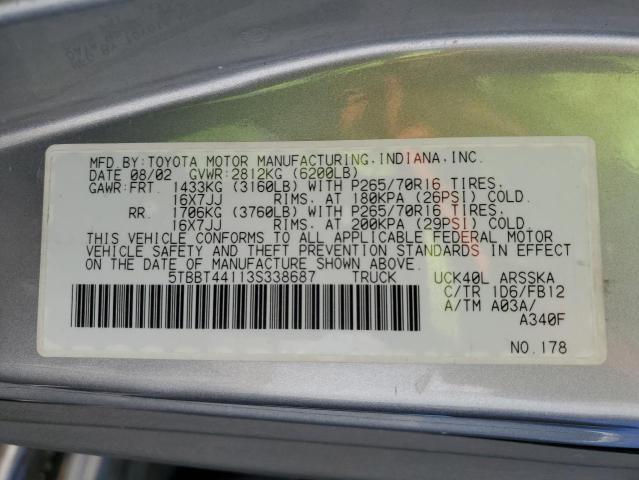 MFD.BY:TOYOTA MOTOR MANUFACTURING,INDIANA,INC.
DATE 08/02 GVWR:2812KG (6200LB)
GAWR:FRT. 1433KG (3160LB) WITH P265/70R16 TIRES,
16X7JJ RIMS, AT 180KPA (26PSI) COLD.
RR. 1706KG (3760LB) WITH P265/70R16 TIRES,
16X7JJ RIMS, AT 200KPA (29PSI) COLD.
THIS VEHICLE CONFORMS TO ALL APPLICABLE FEDERAL MOTOR
VEHICLE SAFETY AND THEFT PREVENTION STANDARDS IN EFFECT
ON THE DATE OF MANUFACTURE SHOWN ABOVE.
5TBBT44113S338687 TRUCK UCK40L ARSSKA
C/TR 1D6/FB12
A/TM A03A/
A340F
NO.178